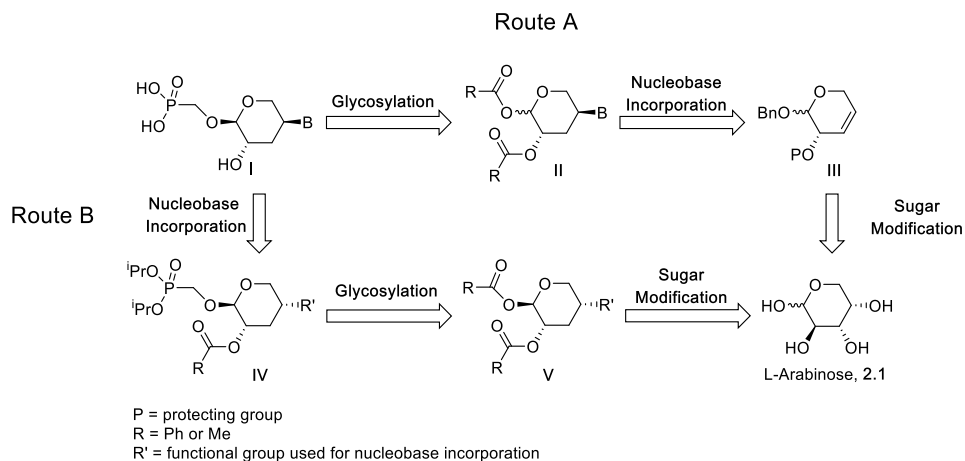 Route A
HO
O
P
HO
O
O
B
HO
I
Glycosylation
R
O
O
O
B
O
O
R
II
Nucleobase
Incorporation
O
BnO
PO
III
Route B
Nucleobase
Incorporation
Sugar
Modification
iPrO
O
P
iPrO
O
O
R'
O
O
R
IV
Glycosylation
R
O
O
O
R'
O
O
R
V
Sugar
Modification
O
HO
OH
HO
OH
L-Arabinose, 2.1
P = protecting group
R = Ph or Me
R' = functional group used for nucleobase incorporation